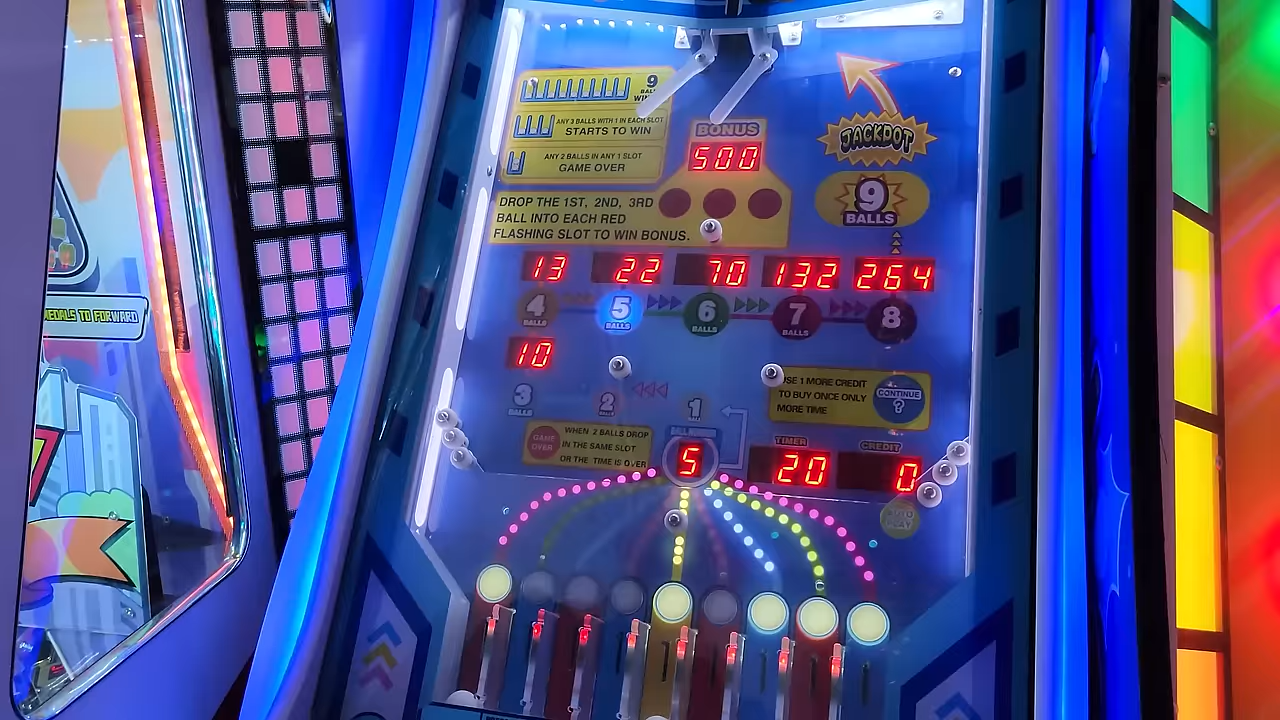 9
BALLS
WIN
ANY 3 BALLS WITH 1 IN EACH SLOT
STARTS TO WIN
ANY 2 BALLS IN ANY 1 SLOT
GAME OVER
BONUS
500
JACKPOT
9
BALLS
DROP THE 1ST, 2ND, 3RD
BALL INTO EACH RED
FLASHING SLOT TO WIN BONUS.
13 22 70 132 264
4 5 6 7 8
BALLS BALLS BALLS BALLS BALLS
10
3 2 1
BALLS BALL
USE 1 MORE CREDIT
TO BUY ONCE ONLY
MORE TIME
CONTINUE
?
GAME
OVER
WHEN 2 BALLS DROP
IN THE SAME SLOT
OR THE TIME IS OVER
5
TIMER
20
CREDIT
0
AUTO
PLAY
MEDALS TO FORWARD
7